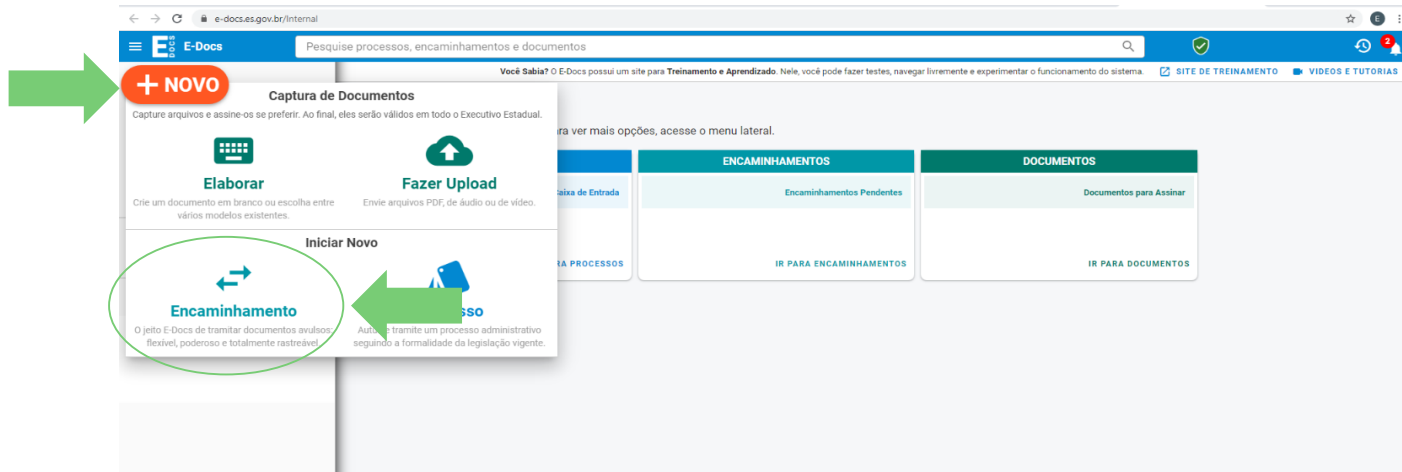 e-docs.es.gov.br/Internal
E
E DOCS E-Docs
Pesquise processos, encaminhamentos e documentos
2
Você Sabia? O E-Docs possui um site para Treinamento e Aprendizado. Nele, você pode fazer testes, navegar livremente e experimentar o funcionamento do sistema.
SITE DE TREINAMENTO
VIDEOS E TUTORIAS
+ NOVO
Captura de Documentos
Capture arquivos e assine-os se preferir. Ao final, eles serão válidos em todo o Executivo Estadual.
ra ver mais opções, acesse o menu lateral.
Elaborar
Crie um documento em branco ou escolha entre
vários modelos existentes.
Fazer Upload
Envie arquivos PDF, de áudio ou de vídeo.
Iniciar Novo
Encaminhamento
O jeito E-Docs de tramitar documentos avulsos:
flexível, poderoso e totalmente rastreável
sso
tramite um processo administrativo
seguindo a formalidade da legislação vigente.
aixa de Entrada
RA PROCESSOS
ENCAMINHAMENTOS
Encaminhamentos Pendentes
IR PARA ENCAMINHAMENTOS
DOCUMENTOS
Documentos para Assinar
IR PARA DOCUMENTOS